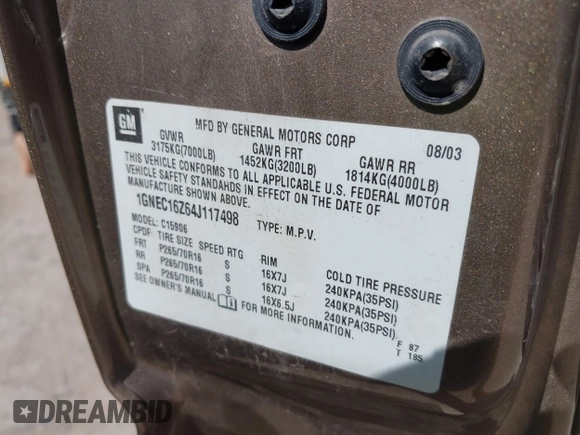 GM
MFD BY GENERAL MOTORS CORP 08/03
GVWR GAWR FRT GAWR RR
3175KG(7000LB) 1452KG(3200LB) 1814KG(4000LB)
THIS VEHICLE CONFORMS TO ALL APPLICABLE U.S. FEDERAL MOTOR
VEHICLE SAFETY STANDARDS IN EFFECT ON THE DATE OF
MANUFACTURE SHOWN ABOVE.
1GNEC16Z64J117498 TYPE: M.P.V.
MODEL: C15906
CPDF: TIRE SIZE SPEED RTG RIM COLD TIRE PRESSURE
FRT P265/70R16 S 16X7J 240KPA(35PSI)
RR P265/70R16 S 16X7J 240KPA(35PSI)
SPA P265/70R16 S 16X6.5J 240KPA(35PSI)
SEE OWNER'S MANUAL FOR MORE INFORMATION.
F 87
T 185
DREAMBID